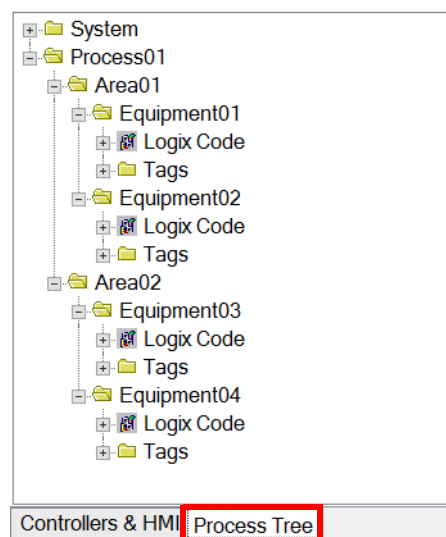 System
Process01
Area01
Equipment01
Logix Code
Tags
Equipment02
Logix Code
Tags
Area02
Equipment03
Logix Code
Tags
Equipment04
Logix Code
Tags
Controllers & HMI Process Tree